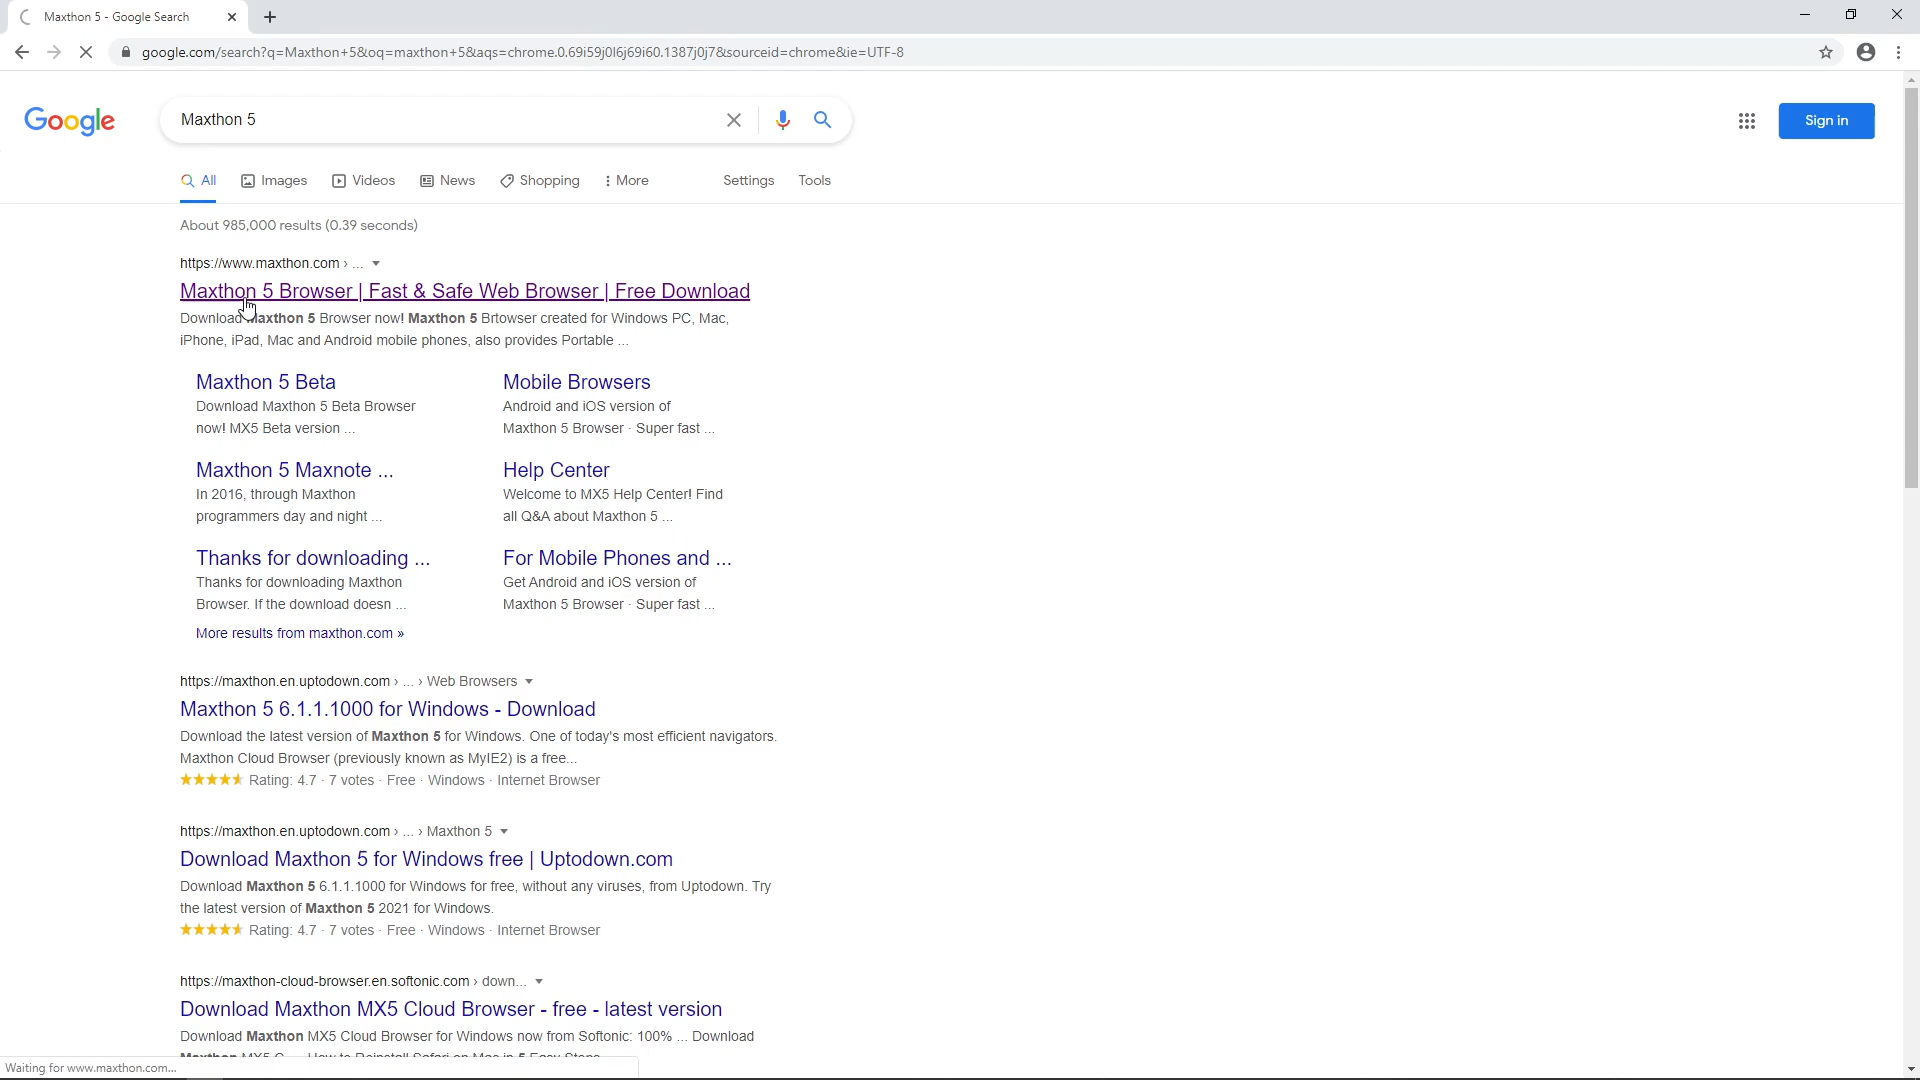 Maxthon 5 - Google Search
google.com/search?q=Maxthon+5&oq=maxthon+5&aqs=chrome.0.69i59j0l6j69i60.1387j0j7&sourceid=chrome&ie=UTF-8
Google
Maxthon 5
Sign in
All Images Videos News Shopping More Settings Tools
About 985,000 results (0.39 seconds)
https://www.maxthon.com › ...
Maxthon 5 Browser | Fast & Safe Web Browser | Free Download
Download Maxthon 5 Browser now! Maxthon 5 Brtowser created for Windows PC, Mac,
iPhone, iPad, Mac and Android mobile phones, also provides Portable ...
Maxthon 5 Beta
Download Maxthon 5 Beta Browser
now! MX5 Beta version ...
Mobile Browsers
Android and iOS version of
Maxthon 5 Browser · Super fast ...
Maxthon 5 Maxnote ...
In 2016, through Maxthon
programmers day and night ...
Help Center
Welcome to MX5 Help Center! Find
all Q&A about Maxthon 5 ...
Thanks for downloading ...
Thanks for downloading Maxthon
Browser. If the download doesn ...
For Mobile Phones and ...
Get Android and iOS version of
Maxthon 5 Browser · Super fast ...
More results from maxthon.com »
https://maxthon.en.uptodown.com › ... › Web Browsers
Maxthon 5 6.1.1.1000 for Windows - Download
Download the latest version of Maxthon 5 for Windows. One of today's most efficient navigators.
Maxthon Cloud Browser (previously known as MyIE2) is a free...
Rating: 4.7 · 7 votes · Free · Windows · Internet Browser
https://maxthon.en.uptodown.com › ... › Maxthon 5
Download Maxthon 5 for Windows free | Uptodown.com
Download Maxthon 5 6.1.1.1000 for Windows for free, without any viruses, from Uptodown. Try
the latest version of Maxthon 5 2021 for Windows.
Rating: 4.7 · 7 votes · Free · Windows · Internet Browser
https://maxthon-cloud-browser.en.softonic.com › down...
Download Maxthon MX5 Cloud Browser - free - latest version
Download Maxthon MX5 Cloud Browser for Windows now from Softonic: 100% ... Download
Waiting for www.maxthon.com...